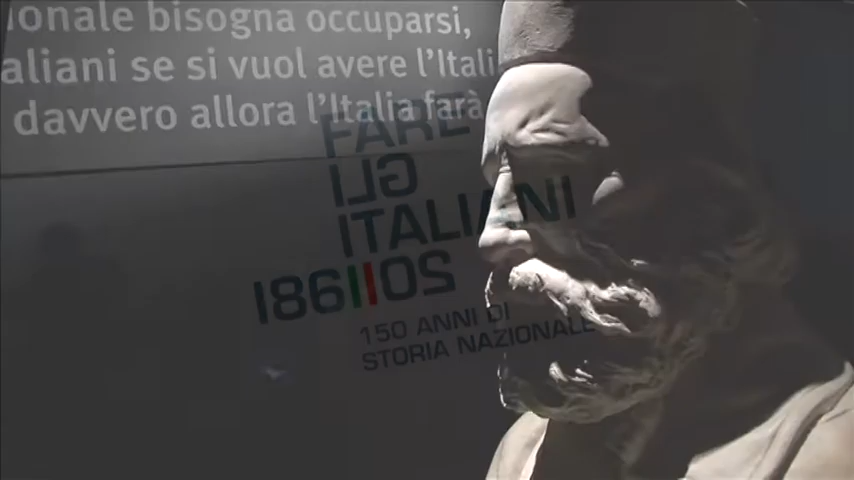 ionale bisogna occuparsi,
aliani se si vuol avere l'Itali
davvero allora l'Italia farà
FARE
GLI
ITALIANI
1861 2011
150 ANNI DI
STORIA NAZIONALE